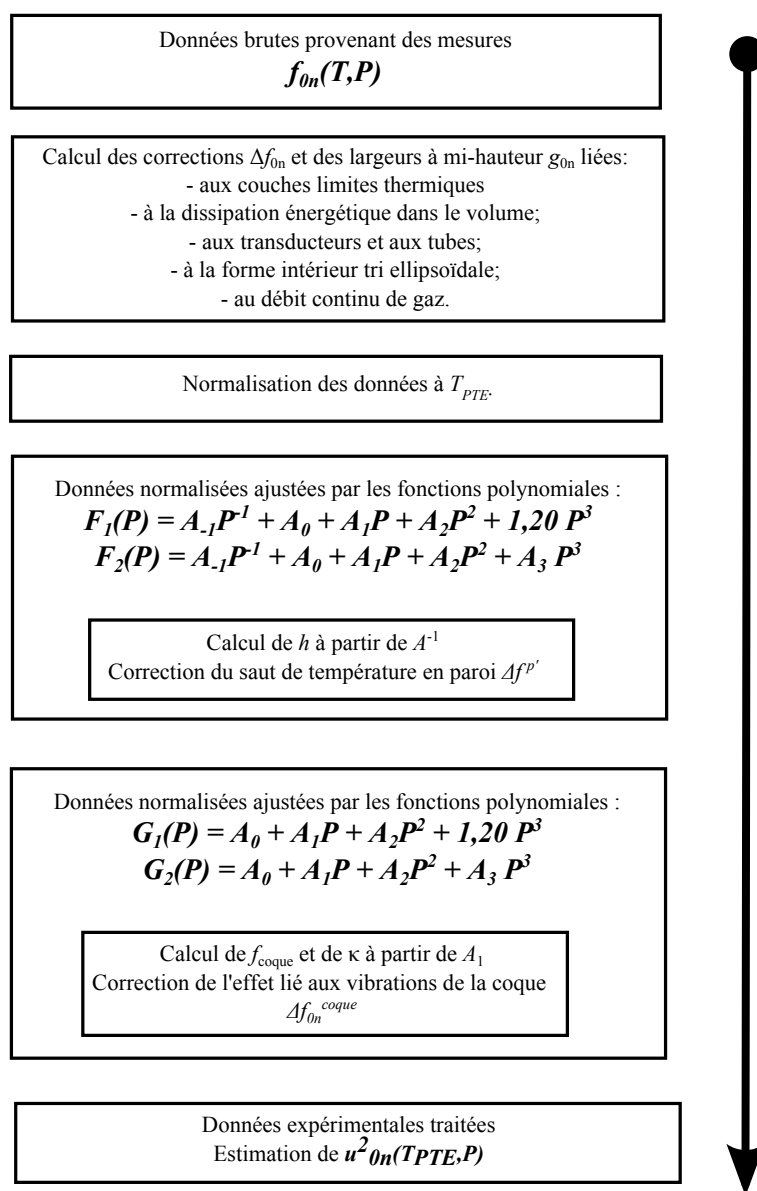 Données brutes provenant des mesures
f0n(T,P)
Calcul des corrections Δf0n et des largeurs à mi-hauteur g0n liées:
- aux couches limites thermiques
- à la dissipation énergétique dans le volume;
- aux transducteurs et aux tubes;
- à la forme intérieur tri ellipsoïdale;
- au débit continu de gaz.
Normalisation des données à TPTE.
Données normalisées ajustées par les fonctions polynomiales :
F1(P) = A-1P-1 + A0 + A1P + A2P2 + 1,20 P3
F2(P) = A-1P-1 + A0 + A1P + A2P2 + A3 P3
Calcul de h à partir de A-1
Correction du saut de température en paroi Δf p'
Données normalisées ajustées par les fonctions polynomiales :
G1(P) = A0 + A1P + A2P2 + 1,20 P3
G2(P) = A0 + A1P + A2P2 + A3 P3
Calcul de fcoque et de κ à partir de A1
Correction de l'effet lié aux vibrations de la coque
Δf0n coque
Données expérimentales traitées
Estimation de u20n(TPTE,P)